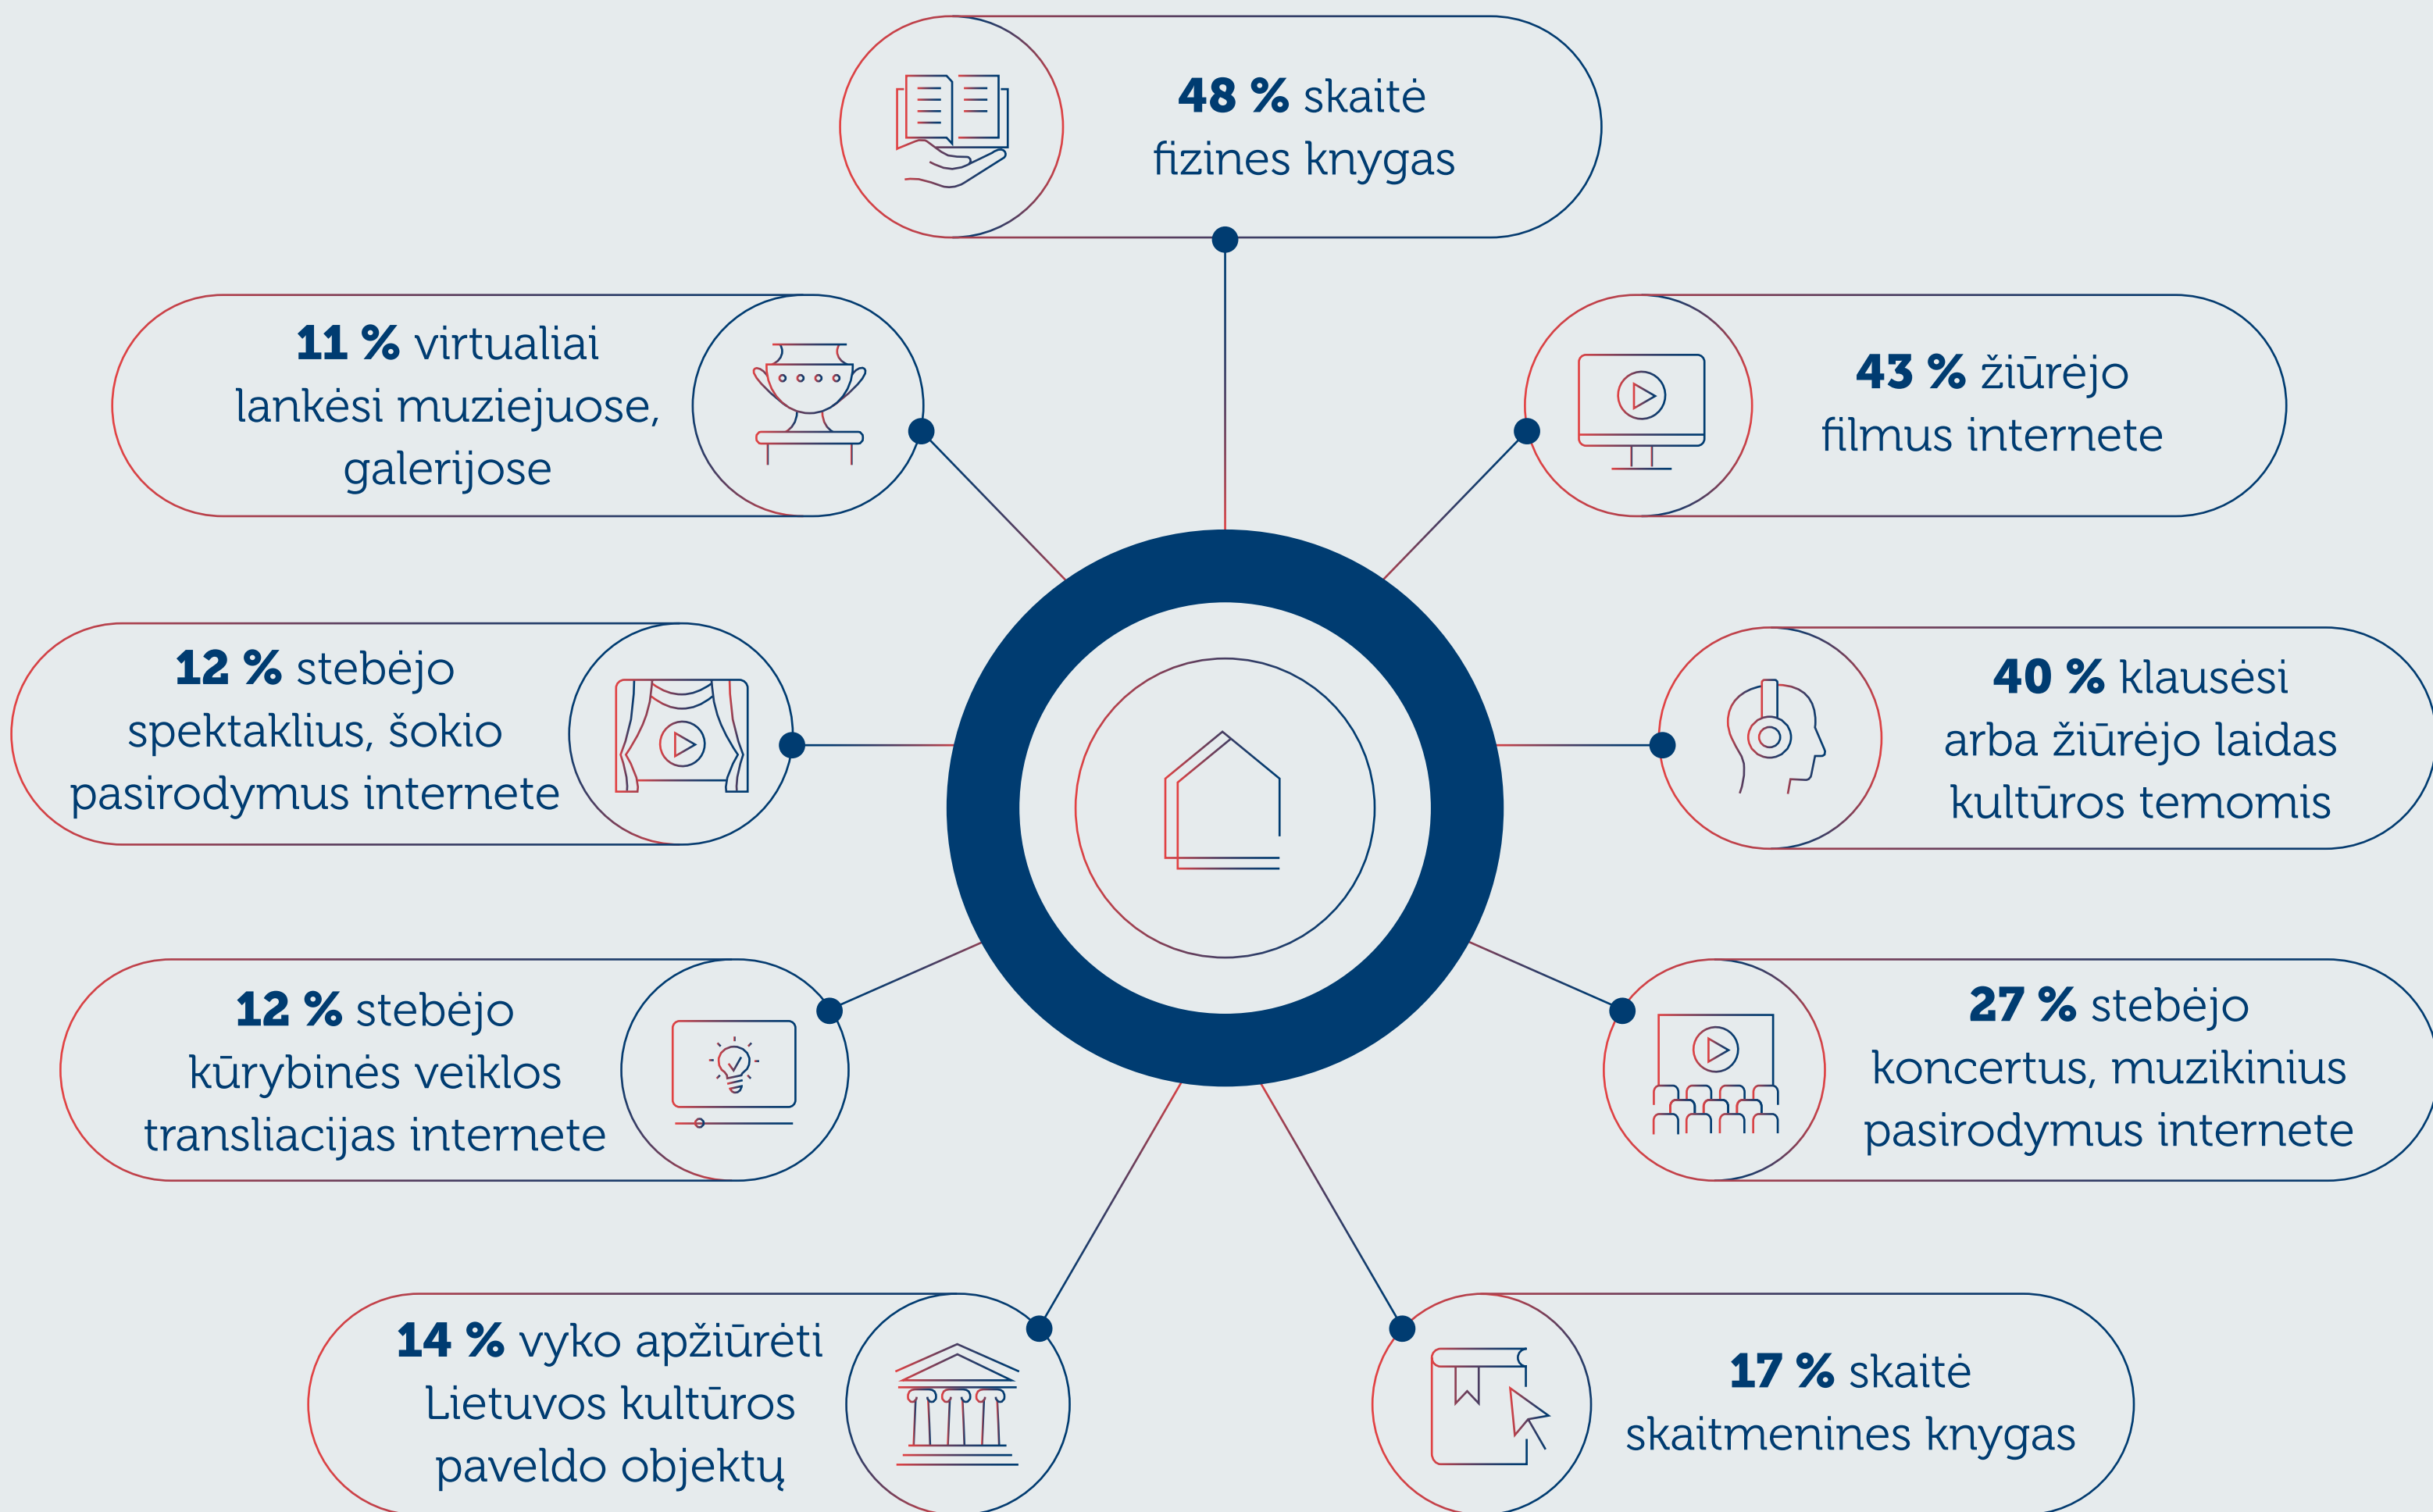 48 % skaitė
fizines knygas
43 % žiūrėjo
filmus internete
40 % klausėsi
arba žiūrėjo laidas
kultūros temomis
27 % stebėjo
koncertus, muzikinius
pasirodymus internete
17 % skaitė
skaitmenines knygas
14 % vyko apžiūrėti
Lietuvos kultūros
paveldo objektų
12 % stebėjo
kūrybinės veiklos
transliacijas internete
12 % stebėjo
spektaklius, šokio
pasirodymus internete
11 % virtualiai
lankėsi muziejuose,
galerijose